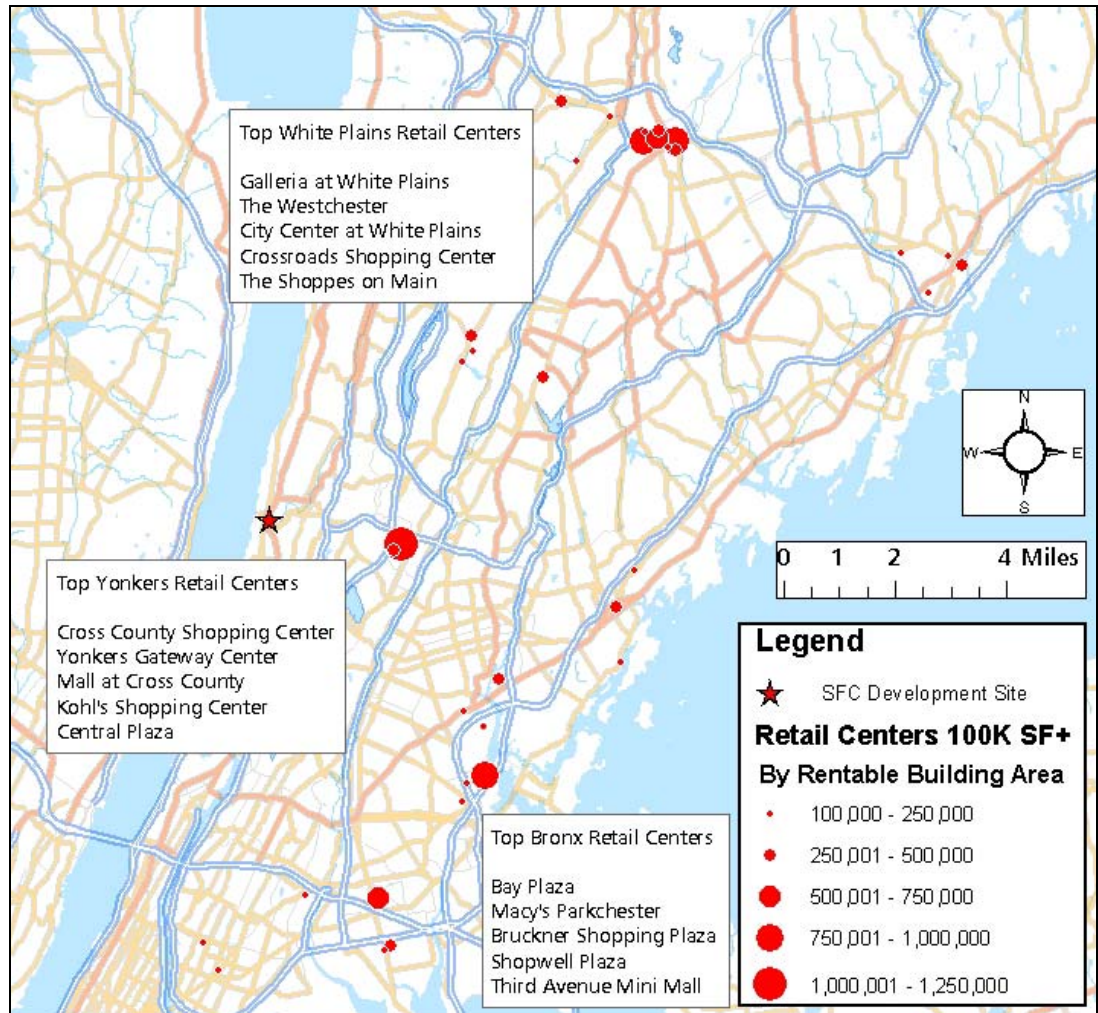 Top White Plains Retail Centers
Galleria at White Plains
The Westchester
City Center at White Plains
Crossroads Shopping Center
The Shoppes on Main
N
W
E
S
0 1 2 4 Miles
Top Yonkers Retail Centers
Cross County Shopping Center
Yonkers Gateway Center
Mall at Cross County
Kohl's Shopping Center
Central Plaza
Legend
SFC Development Site
Retail Centers 100K SF+
By Rentable Building Area
100,000 - 250,000
250,001 - 500,000
500,001 - 750,000
750,001 - 1,000,000
1,000,001 - 1,250,000
Top Bronx Retail Centers
Bay Plaza
Macy's Parkchester
Bruckner Shopping Plaza
Shopwell Plaza
Third Avenue Mini Mall